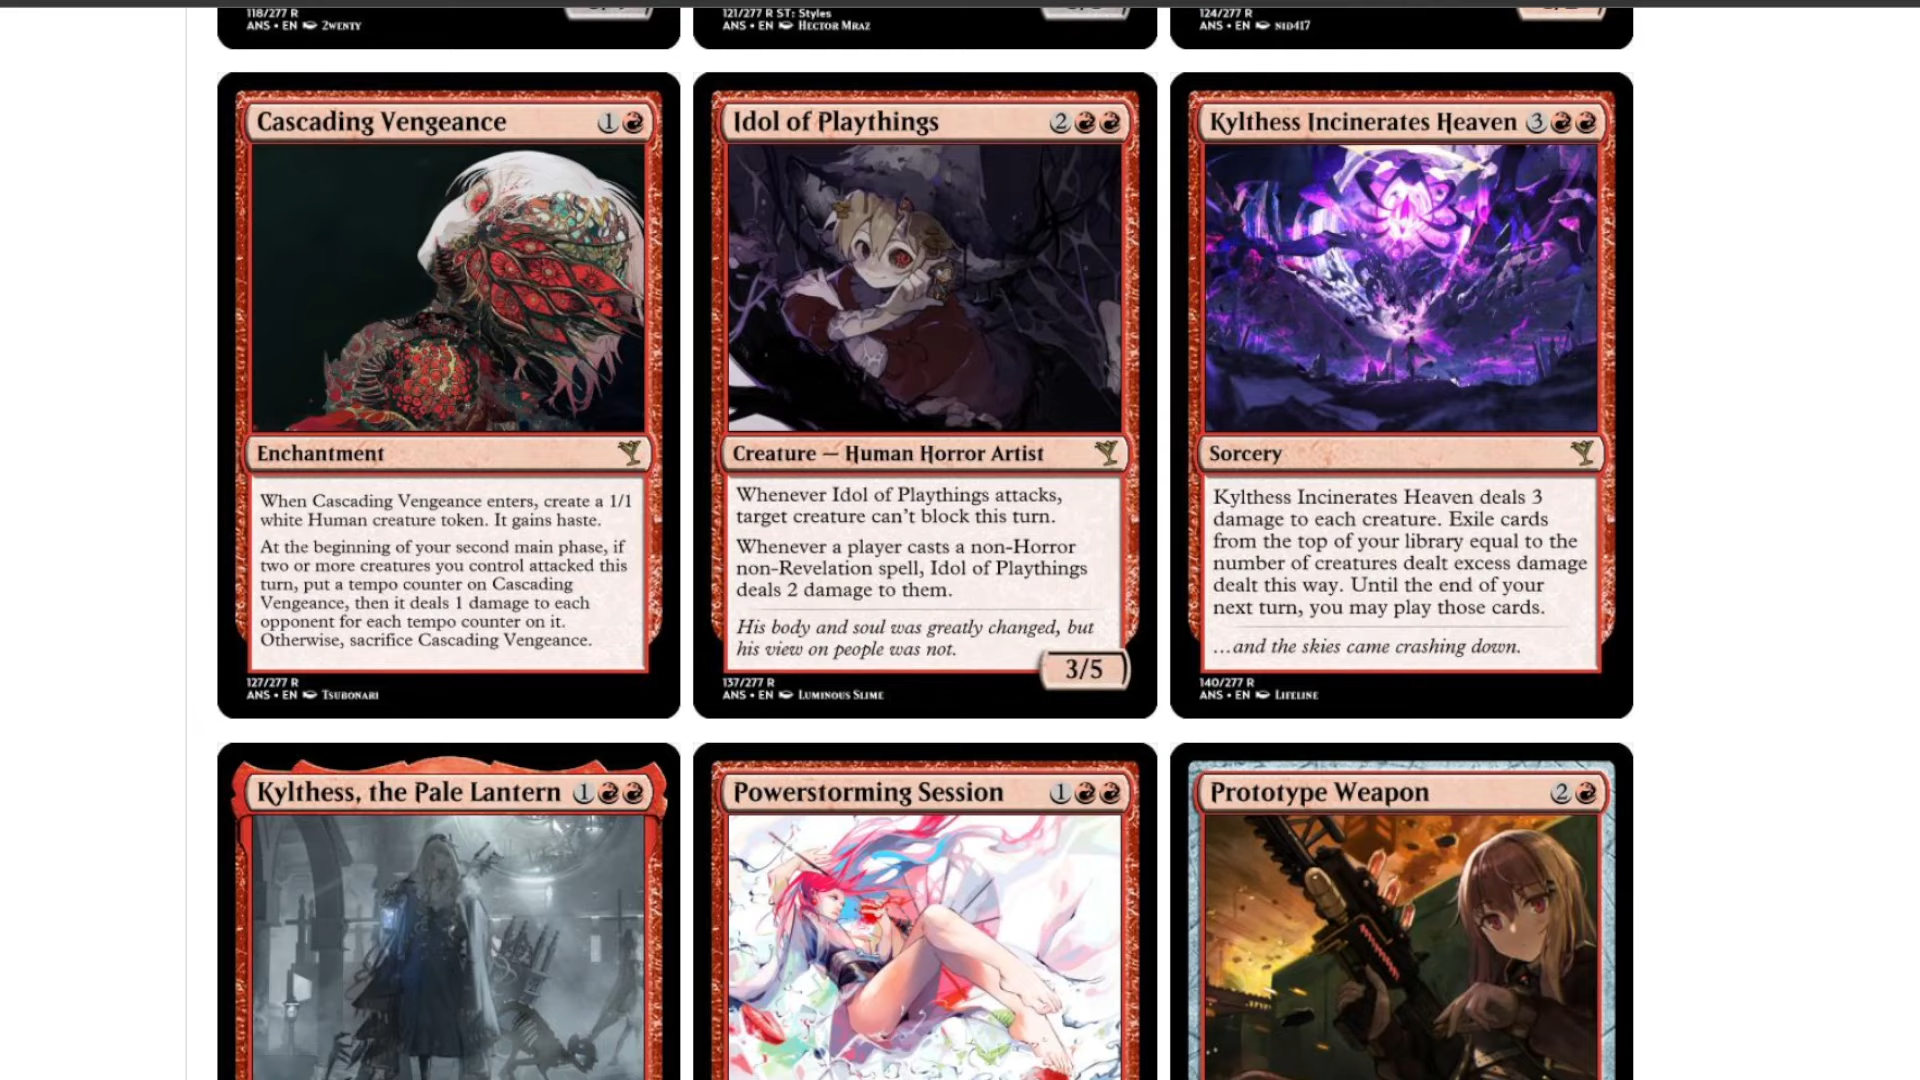 118/277 R
ANS • EN 2wenty
121/277 R ST: Styles
ANS • EN Hector Mraz
124/277 R
ANS • EN nid417
Cascading Vengeance 1
Enchantment
When Cascading Vengeance enters, create a 1/1
white Human creature token. It gains haste.
At the beginning of your second main phase, if
two or more creatures you control attacked this
turn, put a tempo counter on Cascading
Vengeance, then it deals 1 damage to each
opponent for each tempo counter on it.
Otherwise, sacrifice Cascading Vengeance.
127/277 R
ANS • EN Tsubonari
Idol of Playthings 2
Creature — Human Horror Artist
Whenever Idol of Playthings attacks,
target creature can't block this turn.
Whenever a player casts a non-Horror
non-Revelation spell, Idol of Playthings
deals 2 damage to them.
His body and soul was greatly changed, but
his view on people was not.
3/5
137/277 R
ANS • EN Luminous Slime
Kylthess Incinerates Heaven 3
Sorcery
Kylthess Incinerates Heaven deals 3
damage to each creature. Exile cards
from the top of your library equal to the
number of creatures dealt excess damage
dealt this way. Until the end of your
next turn, you may play those cards.
...and the skies came crashing down.
140/277 R
ANS • EN Lifeline
Kylthess, the Pale Lantern 1
Powerstorming Session 1
Prototype Weapon 2